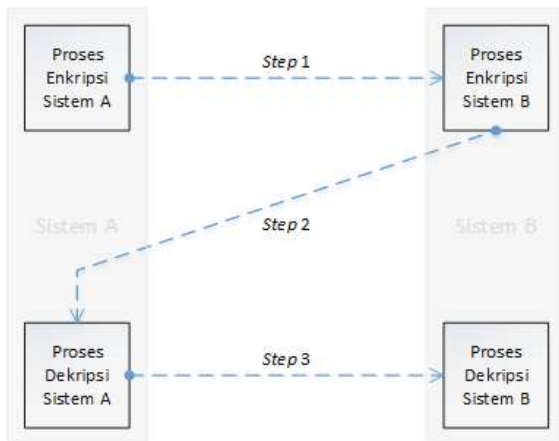 Proses
Enkripsi
Sistem A
Step 1
Proses
Enkripsi
Sistem B
Sistem A
Step 2
Sistem B
Proses
Dekripsi
Sistem A
Step 3
Proses
Dekripsi
Sistem B